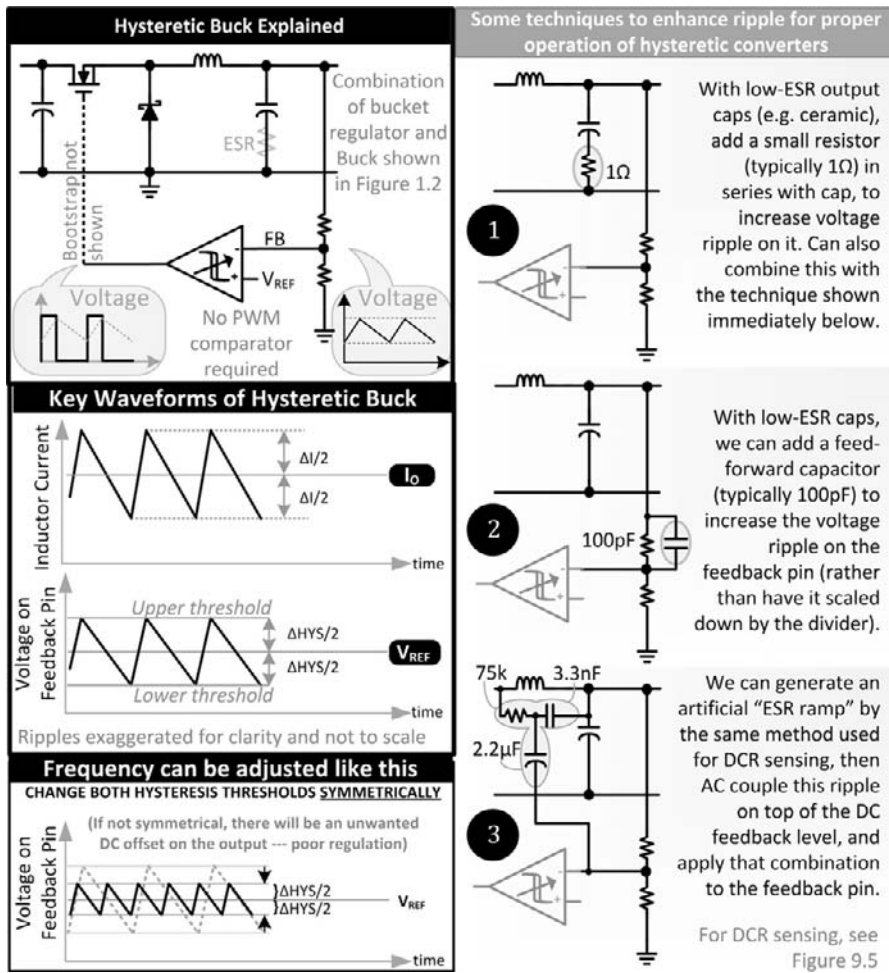 Hysteretic Buck Explained
Combination
of bucket
regulator and
Buck shown
in Figure 1.2
ESR
Bootstrap not
shown
FB
-
+
VREF
Voltage
No PWM
comparator
required
Voltage
Key Waveforms of Hysteretic Buck
Inductor Current
ΔI/2
IO
ΔI/2
time
Voltage on
Feedback Pin
Upper threshold
ΔHYS/2
VREF
ΔHYS/2
Lower threshold
time
Ripples exaggerated for clarity and not to scale
Frequency can be adjusted like this
CHANGE BOTH HYSTERESIS THRESHOLDS SYMMETRICALLY
(If not symmetrical, there will be an unwanted
DC offset on the output --- poor regulation)
Voltage on
Feedback Pin
ΔHYS/2
ΔHYS/2
VREF
time
Some techniques to enhance ripple for proper
operation of hysteretic converters
1Ω
1
-
+
With low-ESR output
caps (e.g. ceramic),
add a small resistor
(typically 1Ω) in
series with cap, to
increase voltage
ripple on it. Can also
combine this with
the technique shown
immediately below.
2
100pF
-
+
With low-ESR caps,
we can add a feed-
forward capacitor
(typically 100pF) to
increase the voltage
ripple on the
feedback pin (rather
than have it scaled
down by the divider).
75k
3.3nF
2.2µF
3
-
+
We can generate an
artificial “ESR ramp” by
the same method used
for DCR sensing, then
AC couple this ripple
on top of the DC
feedback level, and
apply that combination
to the feedback pin.
For DCR sensing, see
Figure 9.5